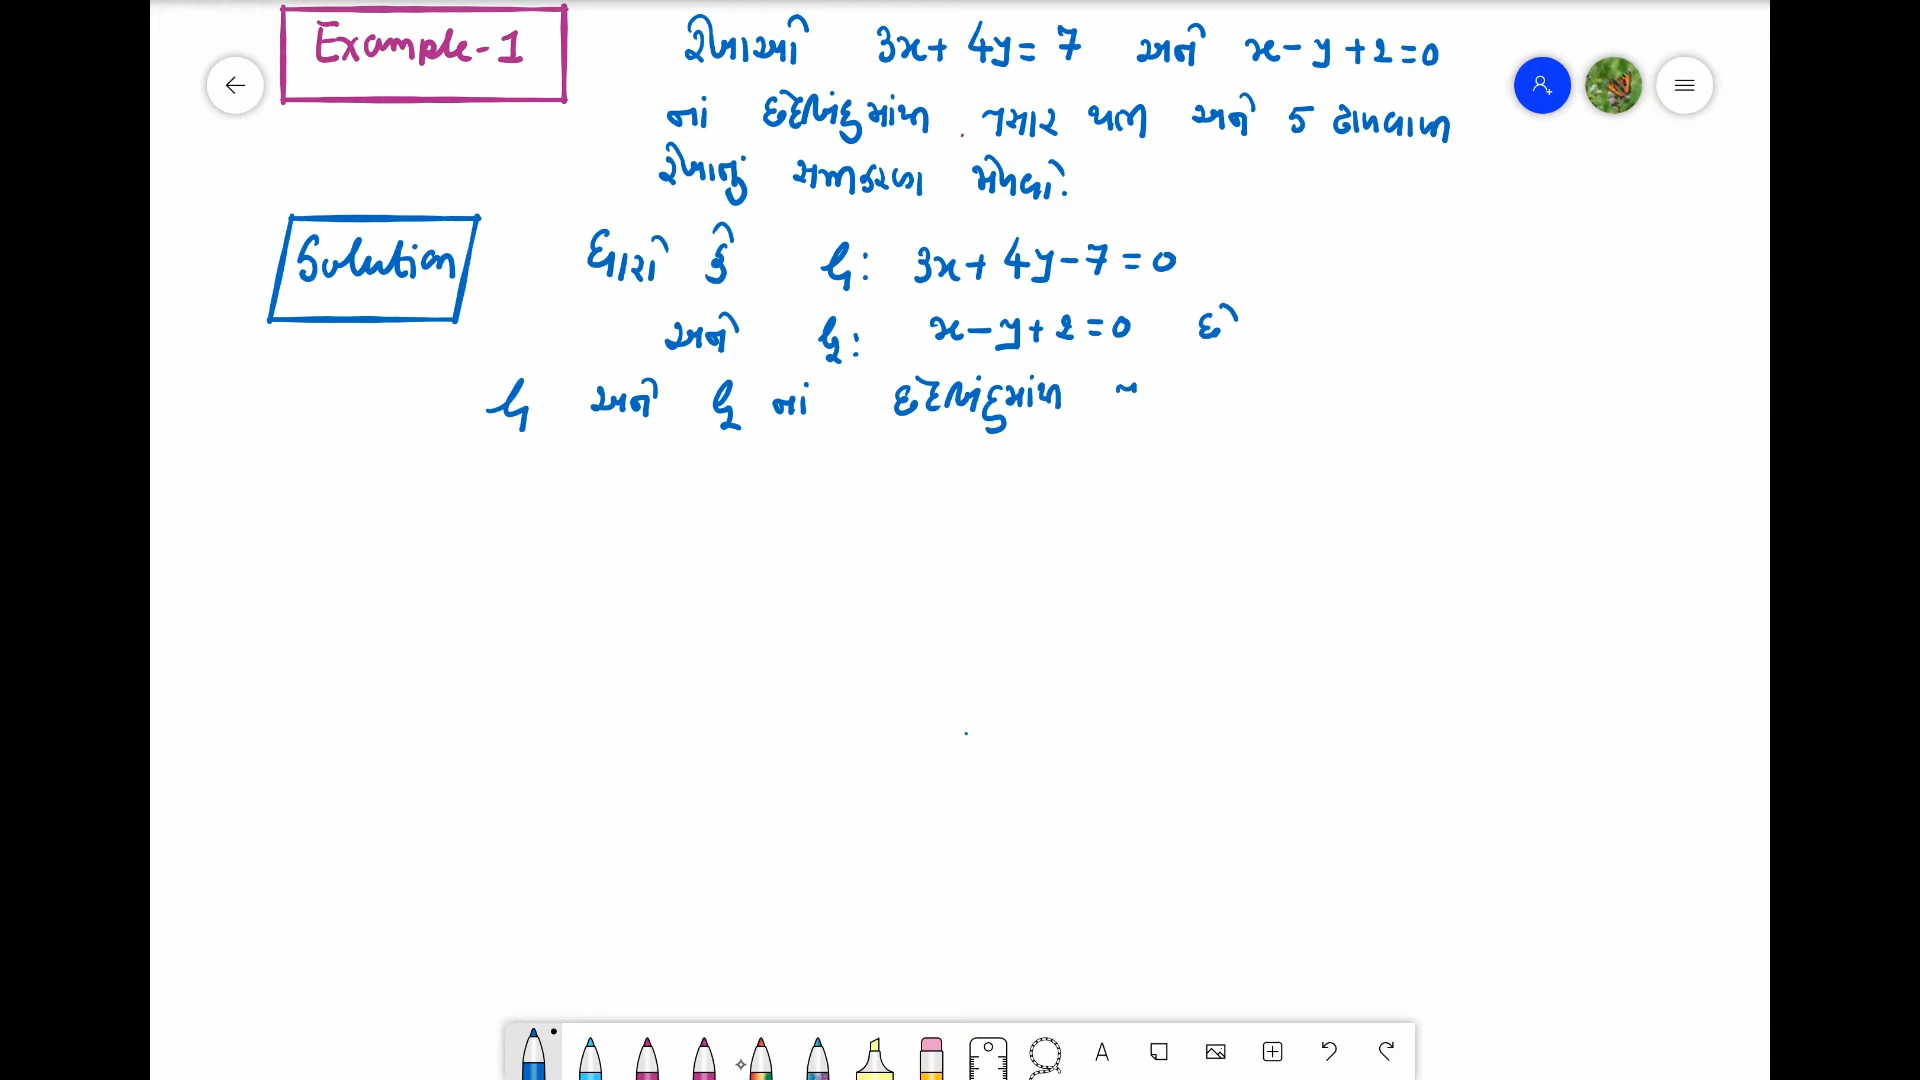 Example-1
રેખાઓ 3x + 4y = 7 અને x - y + 2 = 0
નાં છેદબિંદુમાંથી પસાર થતી અને 5 ઢાળવાળી
રેખાનું સમીકરણ મેળવો.
Solution
ધારો કે l₁: 3x + 4y - 7 = 0
અને l₂: x - y + 2 = 0 છે
l₁ અને l₂ નાં છેદબિંદુમાંથી